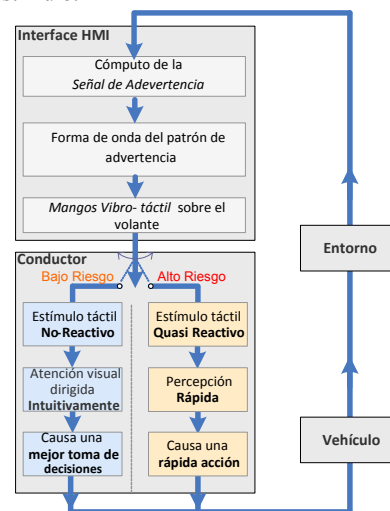 Interface HMI
Cómputo de la
Señal de Adevertencia
Forma de onda del patrón de
advertencia
Mangos Vibro- táctil sobre el
volante
Conductor
Bajo Riesgo
Alto Riesgo
Estímulo táctil
No-Reactivo
Atención visual
dirigida
Intuitivamente
Causa una
mejor toma de
decisiones
Estímulo táctil
Quasi Reactivo
Percepción
Rápida
Causa una
rápida acción
Entorno
Vehículo